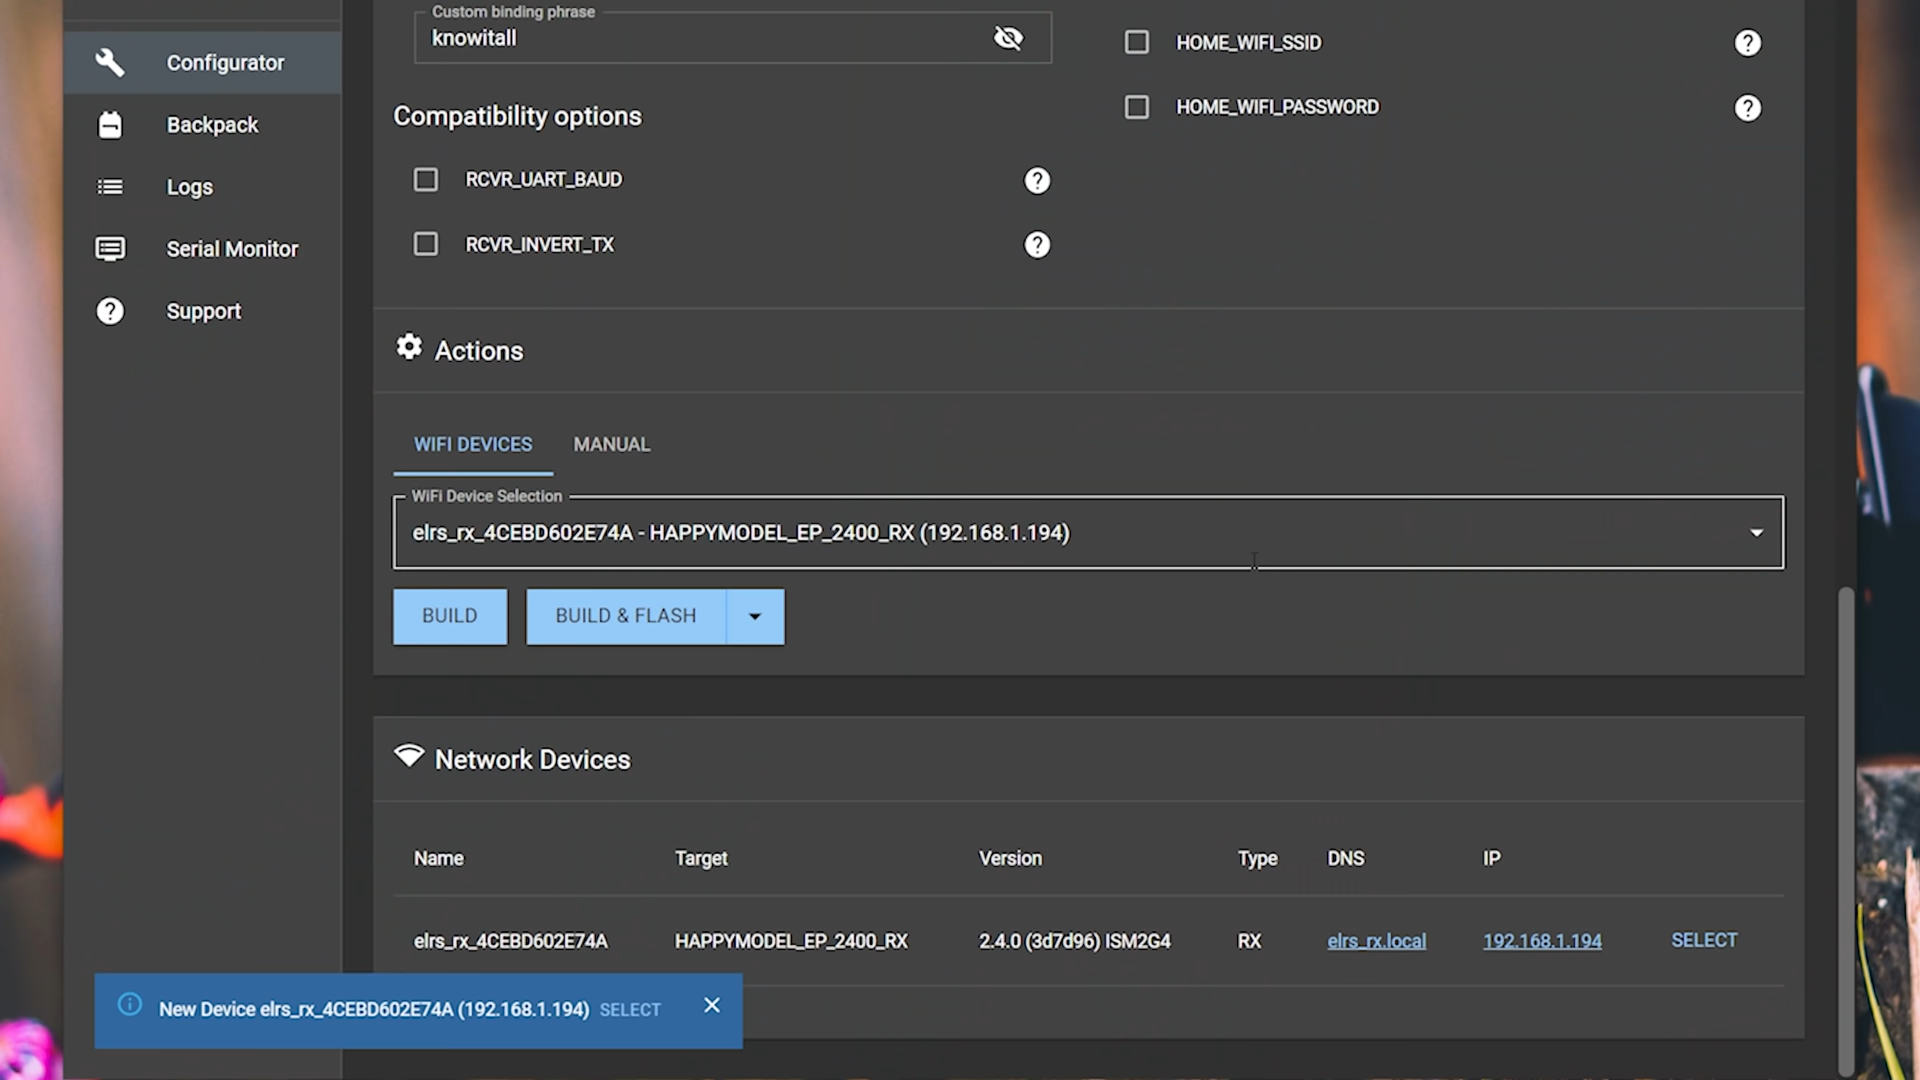 Configurator
Backpack
Logs
Serial Monitor
Support
Custom binding phrase
knowitall
HOME_WIFI_SSID
HOME_WIFI_PASSWORD
Compatibility options
RCVR_UART_BAUD
RCVR_INVERT_TX
Actions
WIFI DEVICES MANUAL
WiFi Device Selection
elrs_rx_4CEBD602E74A - HAPPYMODEL_EP_2400_RX (192.168.1.194)
BUILD BUILD & FLASH
Network Devices
Name Target Version Type DNS IP
elrs_rx_4CEBD602E74A HAPPYMODEL_EP_2400_RX 2.4.0 (3d7d96) ISM2G4 RX elrs_rx.local 192.168.1.194 SELECT
New Device elrs_rx_4CEBD602E74A (192.168.1.194) SELECT